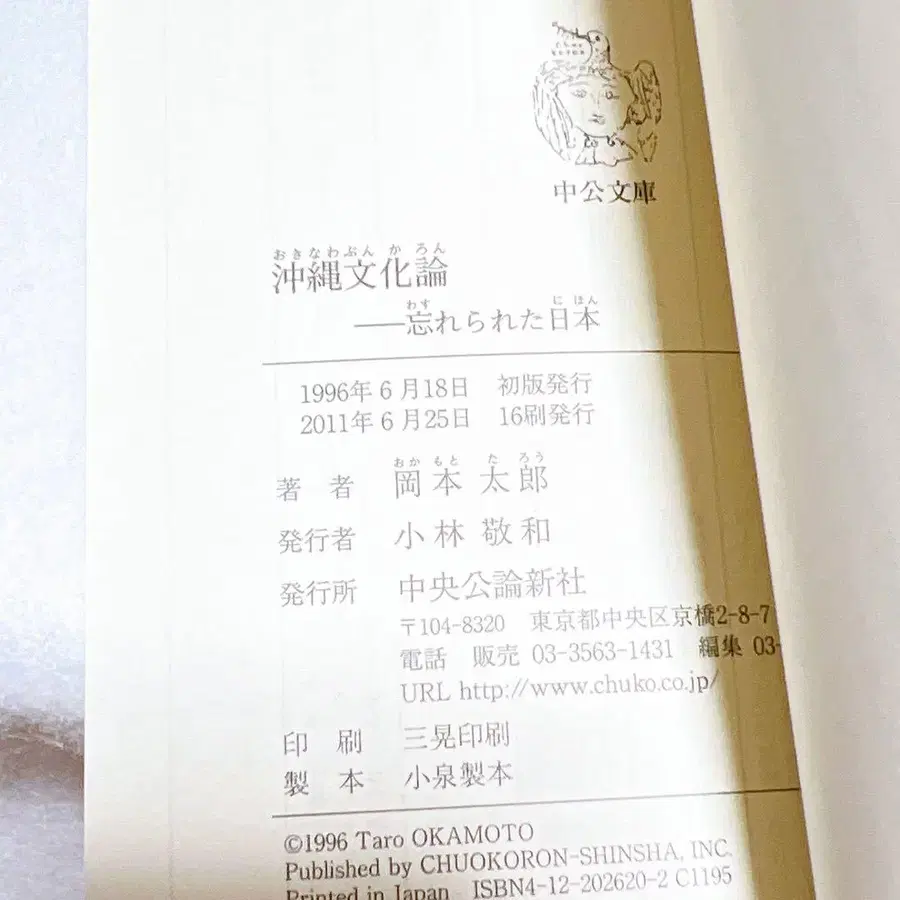 中公文庫
おきなわぶんかろん
沖縄文化論
わす にほん
——忘れられた日本
1996年6月18日 初版発行
2011年6月25日 16刷発行
おかもと たろう
著者 岡本太郎
発行者 小林敬和
発行所 中央公論新社
〒104-8320 東京都中央区京橋2-8-7
電話 販売 03-3563-1431 編集 03-
URL http://www.chuko.co.jp/
印刷 三晃印刷
製本 小泉製本
©1996 Taro OKAMOTO
Published by CHUOKORON-SHINSHA, INC.
Printed in Japan ISBN4-12-202620-2 C1195